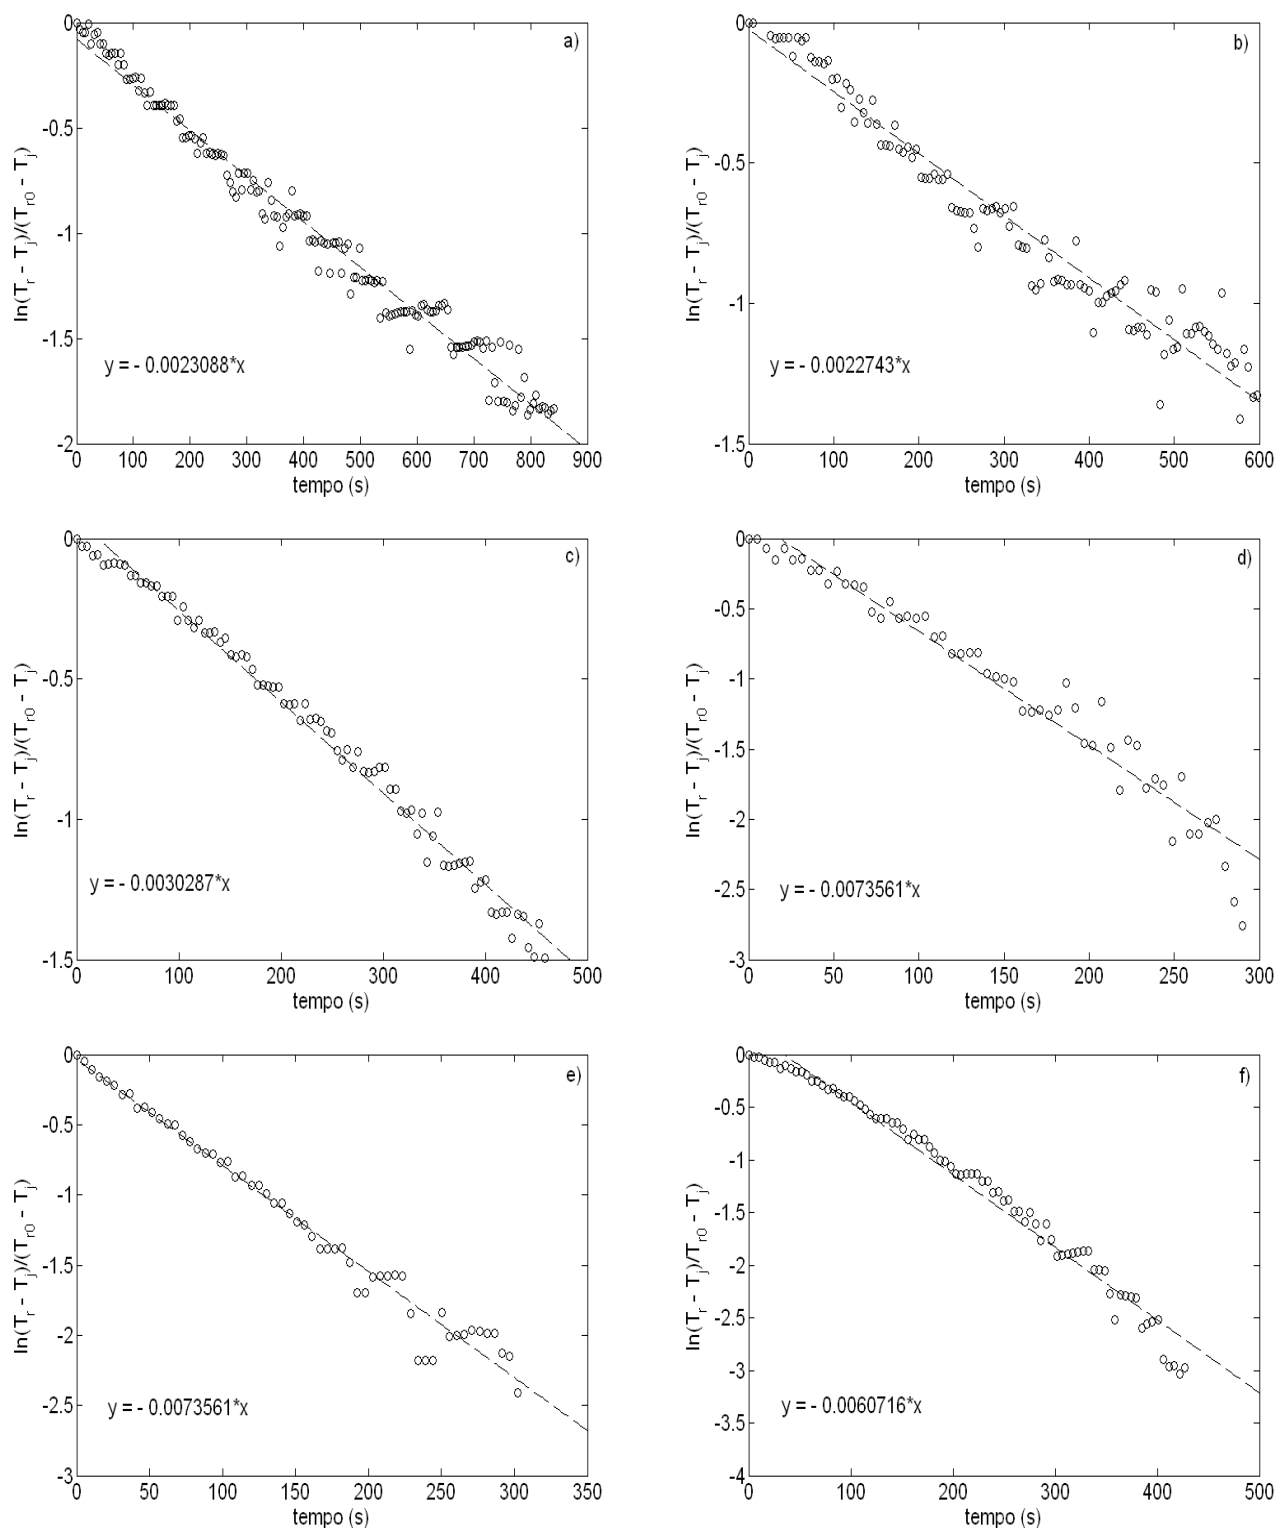 a)
0
-0.5
-1
-1.5
-2
ln(T_r - T_j)/(T_r0 - T_j)
y = - 0.0023088*x
0 100 200 300 400 500 600 700 800 900
tempo (s)
b)
0
-0.5
-1
-1.5
ln(T_r - T_j)/(T_r0 - T_j)
y = - 0.0022743*x
0 100 200 300 400 500 600
tempo (s)
c)
0
-0.5
-1
-1.5
ln(T_r - T_j)/(T_r0 - T_j)
y = - 0.0030287*x
0 100 200 300 400 500
tempo (s)
d)
0
-0.5
-1
-1.5
-2
-2.5
-3
ln(T_r - T_j)/(T_r0 - T_j)
y = - 0.0073561*x
0 50 100 150 200 250 300
tempo (s)
e)
0
-0.5
-1
-1.5
-2
-2.5
-3
ln(T_r - T_j)/(T_r0 - T_j)
y = - 0.0073561*x
0 50 100 150 200 250 300 350
tempo (s)
f)
0
-0.5
-1
-1.5
-2
-2.5
-3
-3.5
-4
ln(T_r - T_j)/T_r0 - T_j)
y = - 0.0060716*x
0 100 200 300 400 500
tempo (s)